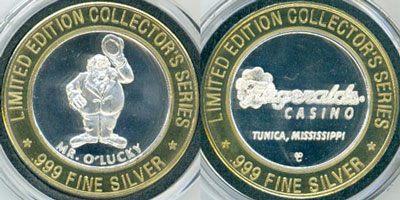 LIMITED EDITION COLLECTOR'S SERIES
MR. O'LUCKY
.999 FINE SILVER
LIMITED EDITION COLLECTOR'S SERIES
Fitzgeralds
CASINO
TUNICA, MISSISSIPPI
.999 FINE SILVER